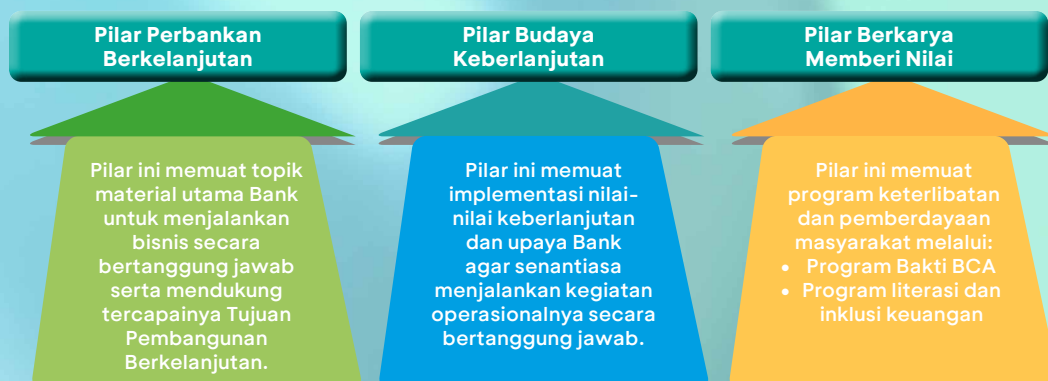 Pilar Perbankan
Berkelanjutan
Pilar ini memuat topik
material utama Bank
untuk menjalankan
bisnis secara
bertanggung jawab
serta mendukung
tercapainya Tujuan
Pembangunan
Berkelanjutan.
Pilar Budaya
Keberlanjutan
Pilar ini memuat
implementasi nilai-
nilai keberlanjutan
dan upaya Bank
agar senantiasa
menjalankan kegiatan
operasionalnya secara
bertanggung jawab.
Pilar Berkarya
Memberi Nilai
Pilar ini memuat
program keterlibatan
dan pemberdayaan
masyarakat melalui:
• Program Bakti BCA
• Program literasi dan
inklusi keuangan